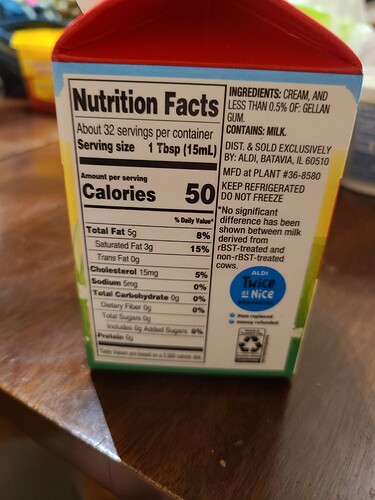 Nutrition Facts
About 32 servings per container
Serving size 1 Tbsp (15mL)
Amount per serving
Calories 50
% Daily Value*
Total Fat 5g 8%
Saturated Fat 3g 15%
Trans Fat 0g
Cholesterol 15mg 5%
Sodium 5mg 0%
Total Carbohydrate 0g 0%
Dietary Fiber 0g 0%
Total Sugars 0g
Includes 0g Added Sugars 0%
Protein 0g
INGREDIENTS: CREAM, AND
LESS THAN 0.5% OF: GELLAN
GUM.
CONTAINS: MILK.
DIST. & SOLD EXCLUSIVELY
BY: ALDI, BATAVIA, IL 60510
MFD at PLANT #36-8580
KEEP REFRIGERATED
DO NOT FREEZE
*No significant
difference has been
shown between milk
derived from
rBST-treated and
non-rBST-treated
cows.
ALDI
Twice
as Nice
item replaced
money refunded